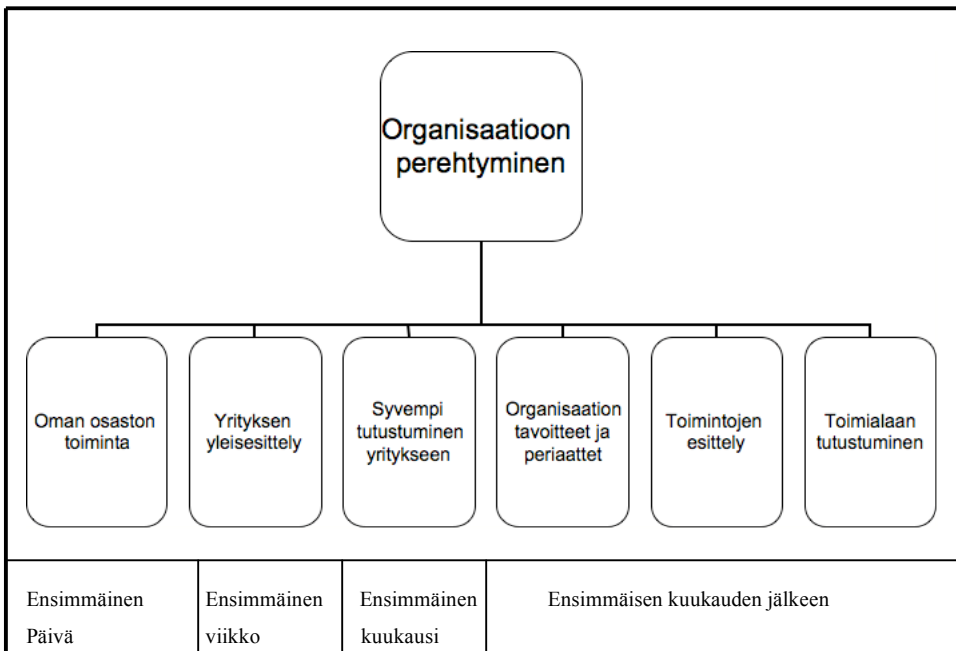 Organisaatioon
perehtyminen
Oman osaston
toiminta
Yrityksen
yleisesittely
Syvempi
tutustuminen
yritykseen
Organisaation
tavoitteet ja
periaattet
Toimintojen
esittely
Toimialaan
tutustuminen
Ensimmäinen
Päivä
Ensimmäinen
viikko
Ensimmäinen
kuukausi
Ensimmäisen kuukauden jälkeen